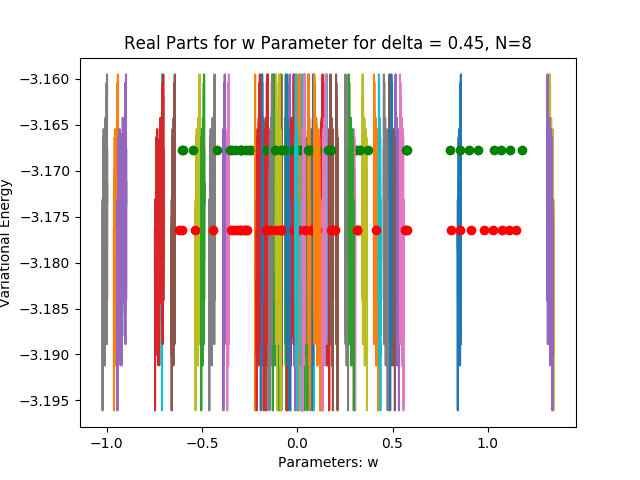 Real Parts for w Parameter for delta = 0.45, N=8
Variational Energy
−3.160
−3.165
−3.170
−3.175
−3.180
−3.185
−3.190
−3.195
−1.0 −0.5 0.0 0.5 1.0
Parameters: w